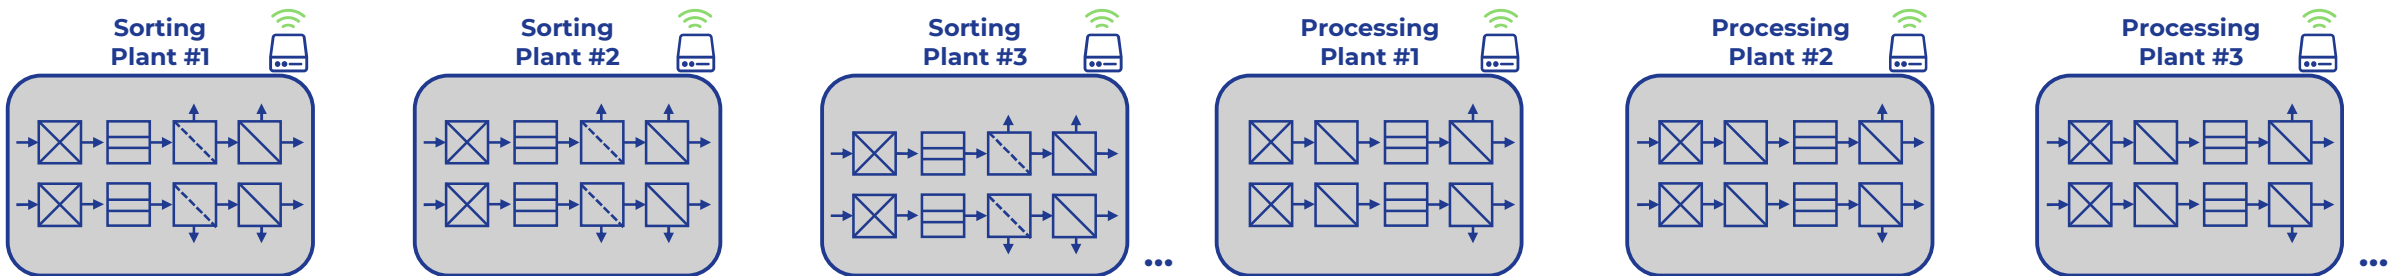 Sorting
Plant #1
Sorting
Plant #2
Sorting
Plant #3
...
Processing
Plant #1
Processing
Plant #2
Processing
Plant #3
...